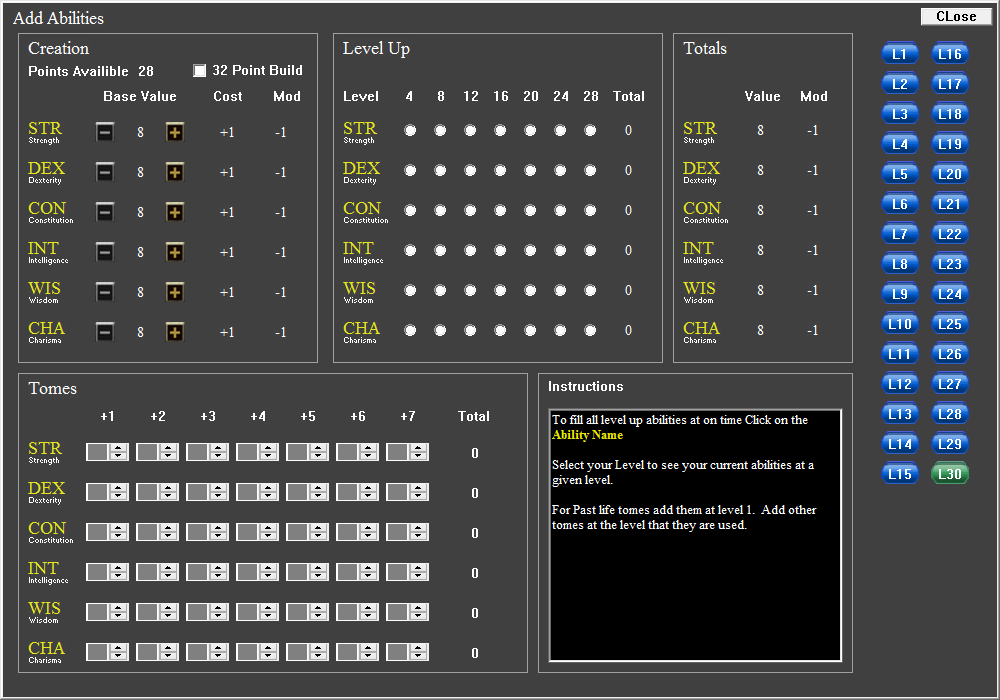 Add Abilities
CLose
Creation
Points Availible 28
32 Point Build
Base Value Cost Mod
STR 8 +1 -1
Strength
DEX 8 +1 -1
Dexterity
CON 8 +1 -1
Constitution
INT 8 +1 -1
Intelligence
WIS 8 +1 -1
Wisdom
CHA 8 +1 -1
Charisma
Level Up
Level 4 8 12 16 20 24 28 Total
STR 0
Strength
DEX 0
Dexterity
CON 0
Constitution
INT 0
Intelligence
WIS 0
Wisdom
CHA 0
Charisma
Totals
Value Mod
STR 8 -1
Strength
DEX 8 -1
Dexterity
CON 8 -1
Constitution
INT 8 -1
Intelligence
WIS 8 -1
Wisdom
CHA 8 -1
Charisma
L1 L16
L2 L17
L3 L18
L4 L19
L5 L20
L6 L21
L7 L22
L8 L23
L9 L24
L10 L25
L11 L26
L12 L27
L13 L28
L14 L29
L15 L30
Tomes
+1 +2 +3 +4 +5 +6 +7 Total
STR 0
Strength
DEX 0
Dexterity
CON 0
Constitution
INT 0
Intelligence
WIS 0
Wisdom
CHA 0
Charisma
Instructions
To fill all level up abilities at on time Click on the
Ability Name
Select your Level to see your current abilities at a
given level.
For Past life tomes add them at level 1. Add other
tomes at the level that they are used.